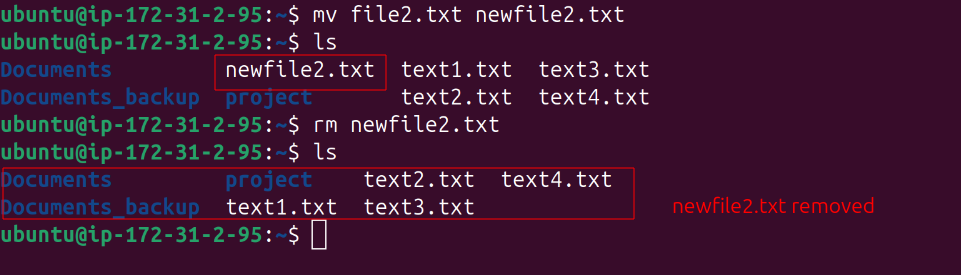 ubuntu@ip-172-31-2-95:~$ mv file2.txt newfile2.txt
ubuntu@ip-172-31-2-95:~$ ls
Documents newfile2.txt text1.txt text3.txt
Documents_backup project text2.txt text4.txt
ubuntu@ip-172-31-2-95:~$ rm newfile2.txt
ubuntu@ip-172-31-2-95:~$ ls
Documents project text2.txt text4.txt
Documents_backup text1.txt text3.txt
newfile2.txt removed
ubuntu@ip-172-31-2-95:~$